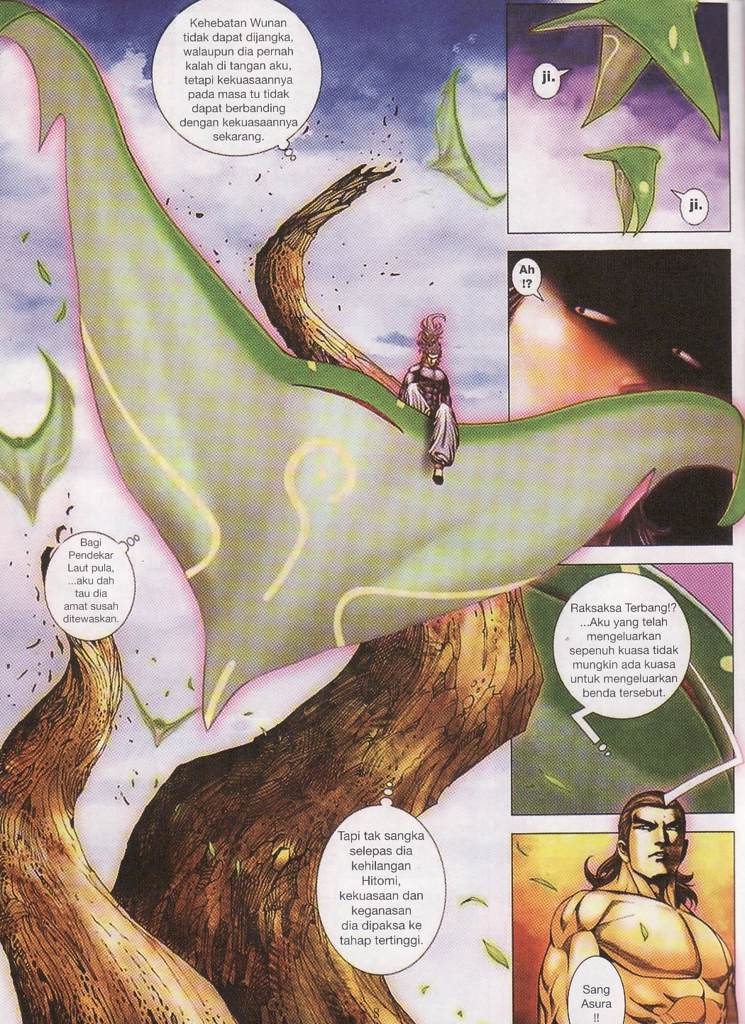 Kehebatan Wunan
tidak dapat dijangka,
walaupun dia pernah
kalah di tangan aku,
tetapi kekuasaannya
pada masa tu tidak
dapat berbanding
dengan kekuasaannya
sekarang.
Bagi
Pendekar
Laut pula,
...aku dah
tau dia
amat susah
ditewaskan.
Tapi tak sangka
selepas dia
kehilangan
Hitomi,
kekuasaan dan
keganasan
dia dipaksa ke
tahap tertinggi.
ji.
ji.
Ah
!?
Raksaksa Terbang!?
...Aku yang telah
mengeluarkan
sepenuh kuasa tidak
mungkin ada kuasa
untuk mengeluarkan
benda tersebut.
Sang
Asura
!!
8